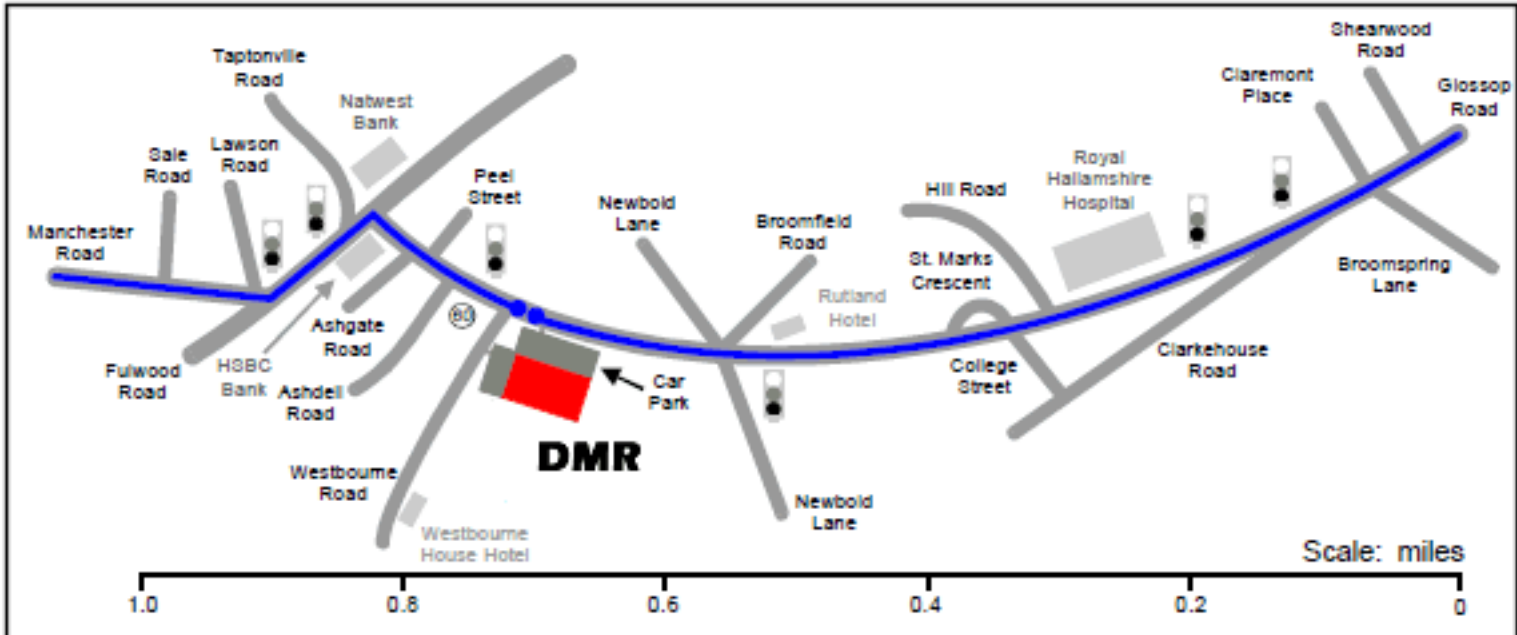 Shearwood
Road
Taptonville
Road
Claremont
Place
Glossop
Road
Natwest
Bank
Sale
Road
Lawson
Road
Peel
Street
Royal
Hallamshire
Hospital
Hill Road
Newbold
Lane
Broomfield
Road
Manchester
Road
St. Marks
Crescent
Broomspring
Lane
Rutland
Hotel
60
Ashgate
Road
Fulwood
Road
HSBC
Bank
Ashdell
Road
Car
Park
College
Street
Clarkehouse
Road
DMR
Westbourne
Road
Newbold
Lane
Westbourne
House Hotel
Scale: miles
1.0 0.8 0.6 0.4 0.2 0